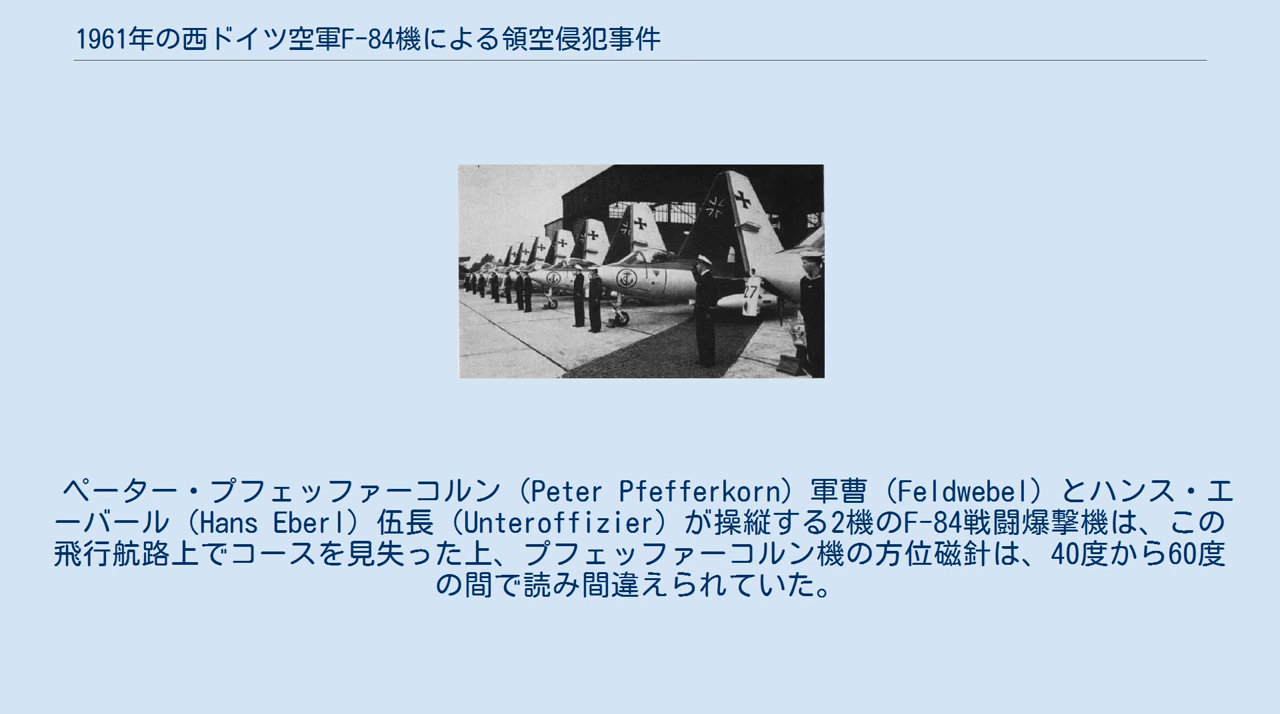 1961年の西ドイツ空軍F-84機による領空侵犯事件
27
ペーター・プフェッファーコルン（Peter Pfefferkorn）軍曹（Feldwebel）とハンス・エ
ーバール（Hans Eberl）伍長（Unteroffizier）が操縦する2機のF-84戦闘爆撃機は、この
飛行航路上でコースを見失った上、プフェッファーコルン機の方位磁針は、40度から60度
の間で読み間違えられていた。